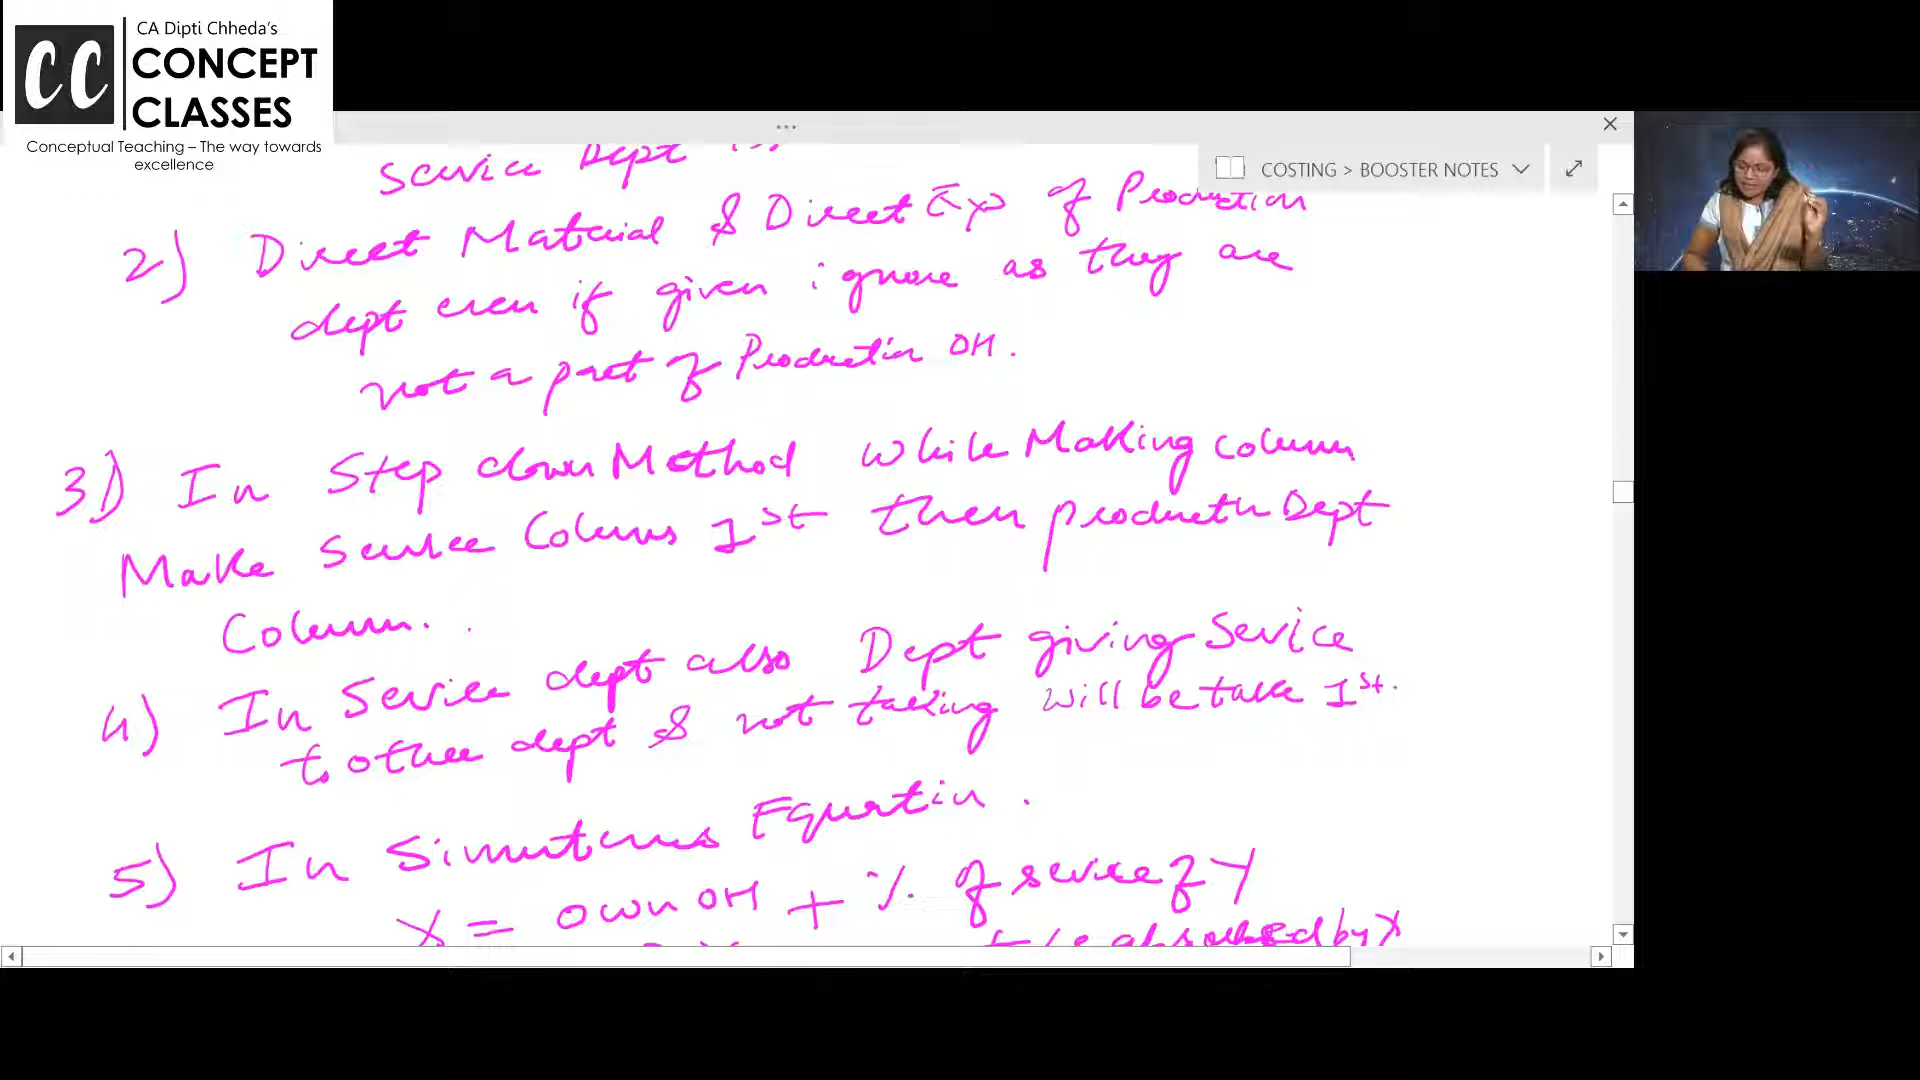 CA Dipti Chheda's
CC CONCEPT
CLASSES
Conceptual Teaching – The way towards
excellence
COSTING > BOOSTER NOTES
Service Dept
2) Direct Material & Direct Exp of Production
dept even if given ignore as they are
not a part of Production OH.
3) In Step down Method While Making column
Make Service Column 1st then production Dept
Column.
4) In Service dept also Dept giving Service
to other dept & not taking will be take 1st.
5) In Simultenus Equation.
X = own OH + % of service of Y
absorbed by X